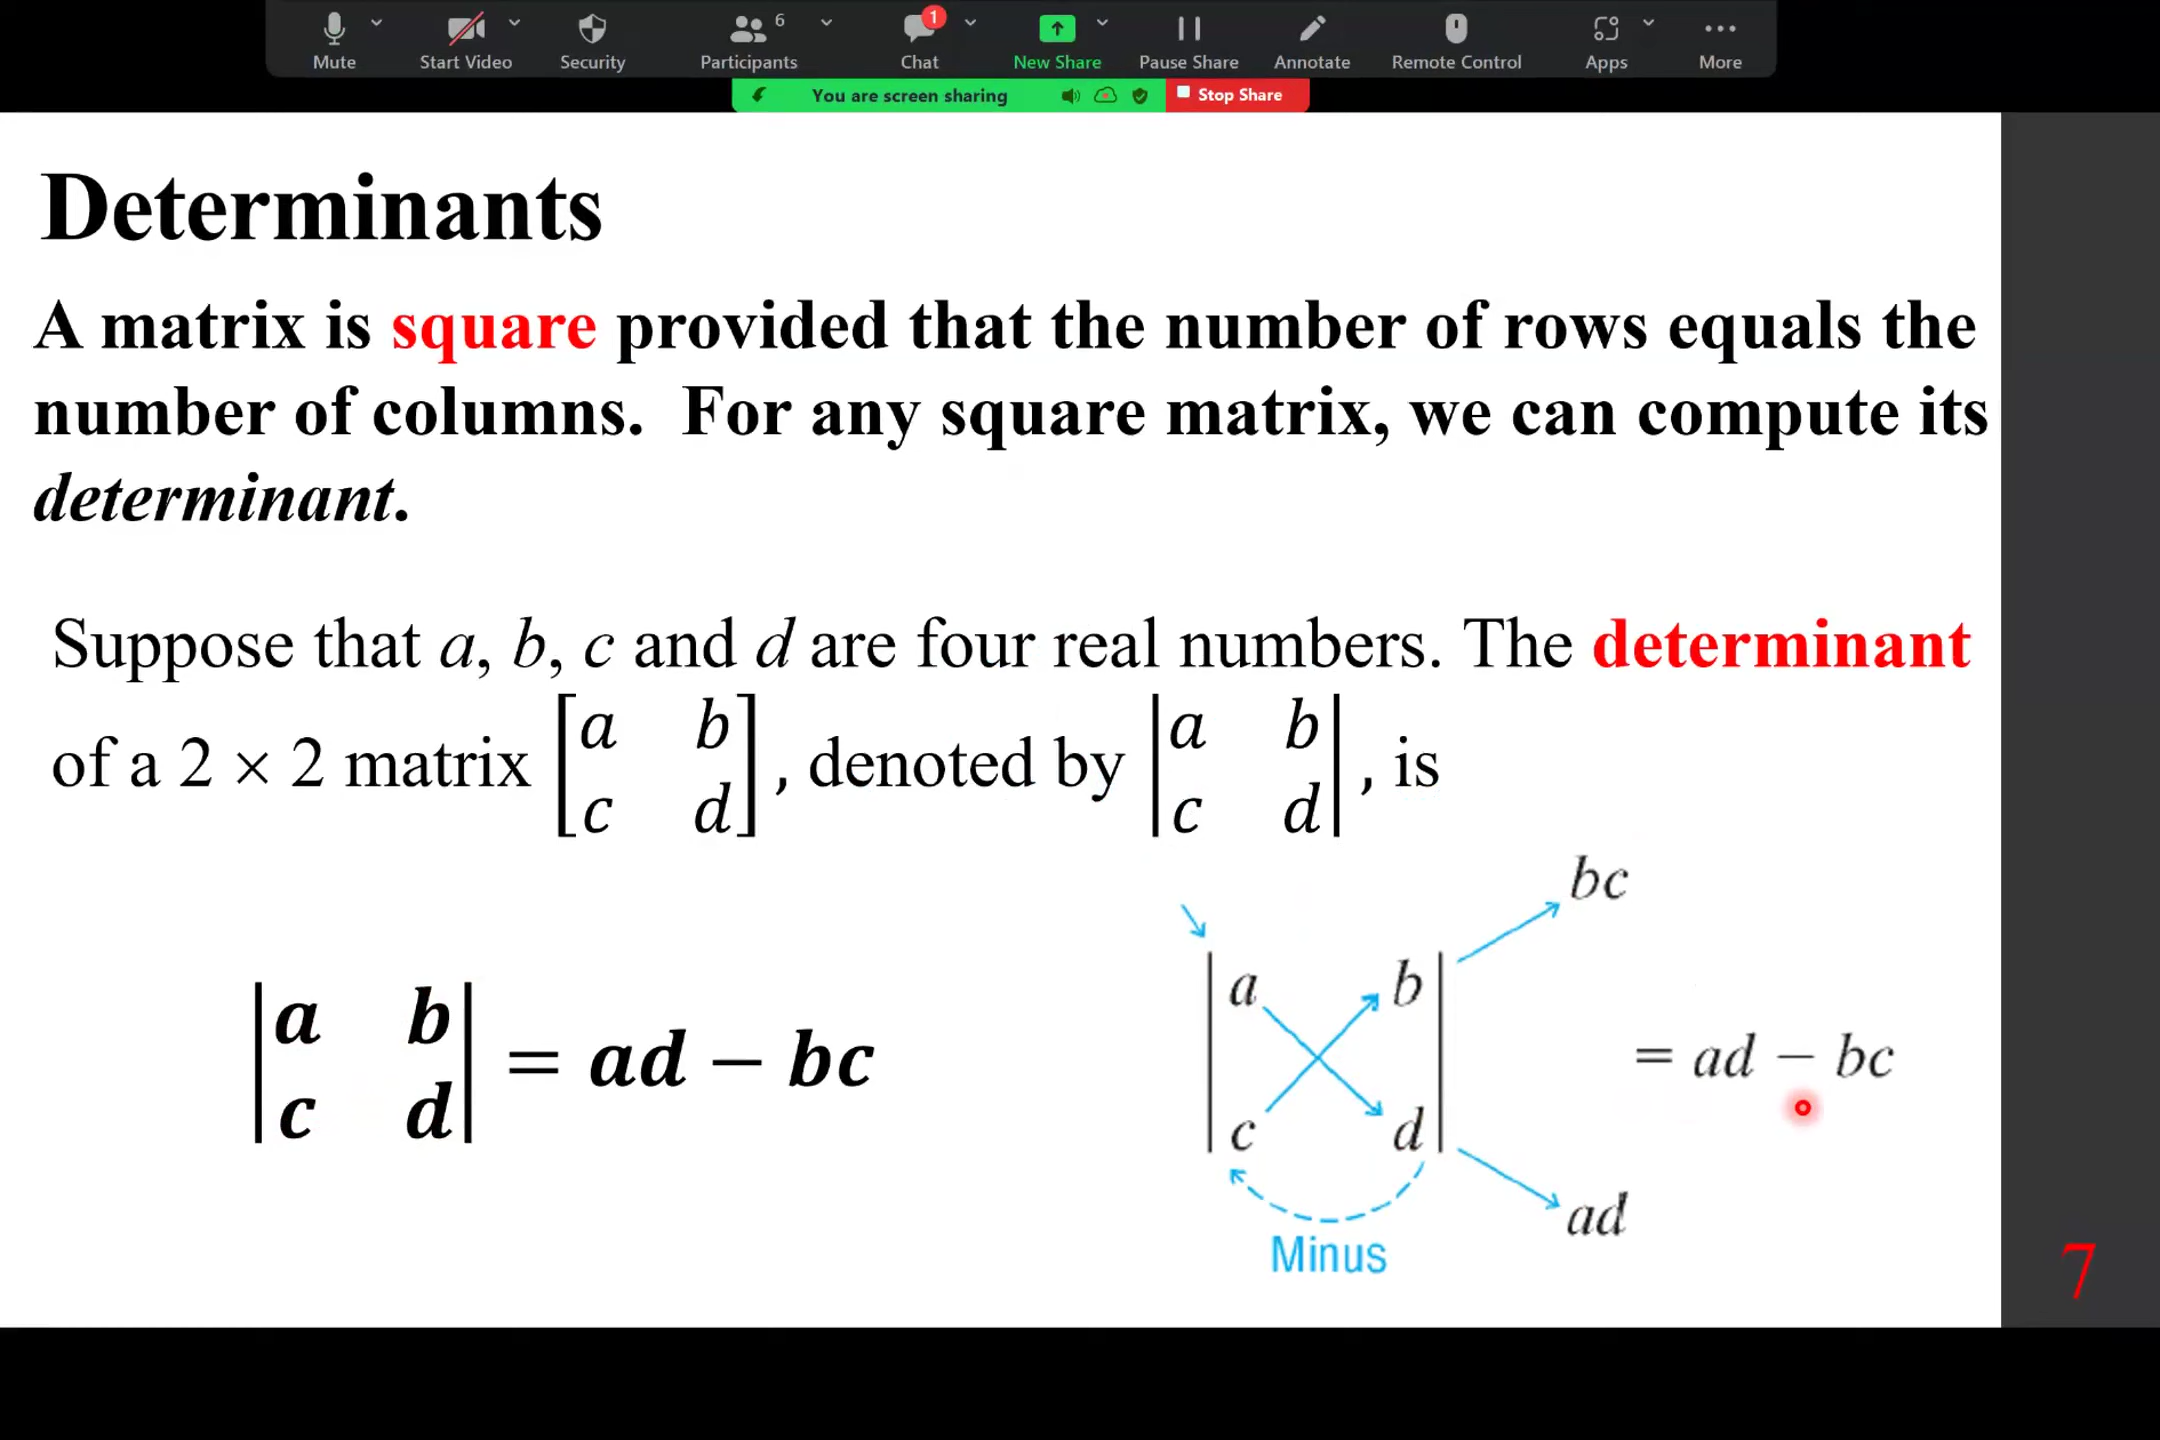 Mute Start Video Security Participants 6 Chat 1 New Share Pause Share Annotate Remote Control Apps More
You are screen sharing Stop Share
Determinants
A matrix is square provided that the number of rows equals the
number of columns. For any square matrix, we can compute its
determinant.
Suppose that a, b, c and d are four real numbers. The determinant
of a 2 × 2 matrix [a b; c d], denoted by |a b; c d|, is
|a b; c d| = ad − bc
bc
|a b; c d| = ad − bc
ad
Minus
7